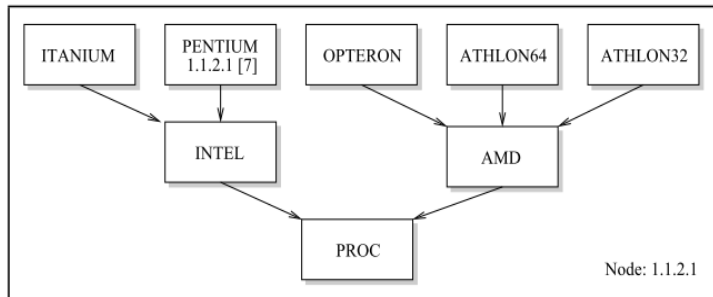 ITANIUM
PENTIUM
1.1.2.1 [7]
OPTERON
ATHLON64
ATHLON32
INTEL
AMD
PROC
Node: 1.1.2.1